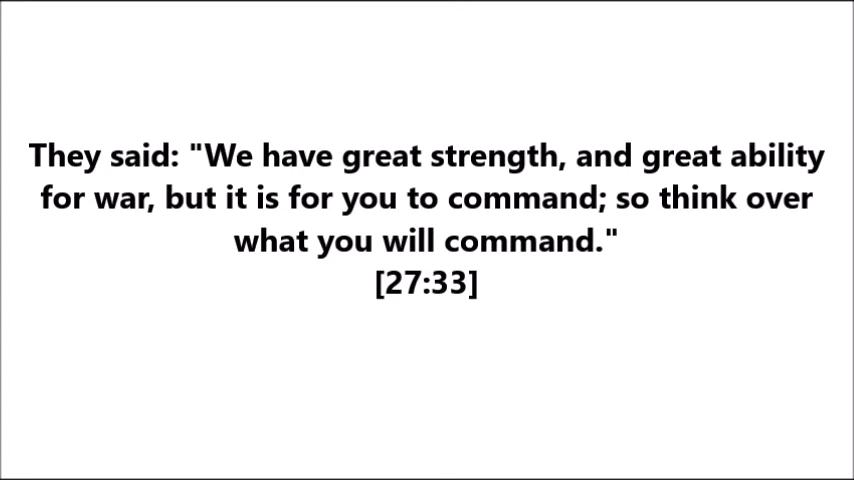 They said: "We have great strength, and great ability
for war, but it is for you to command; so think over
what you will command."
[27:33]